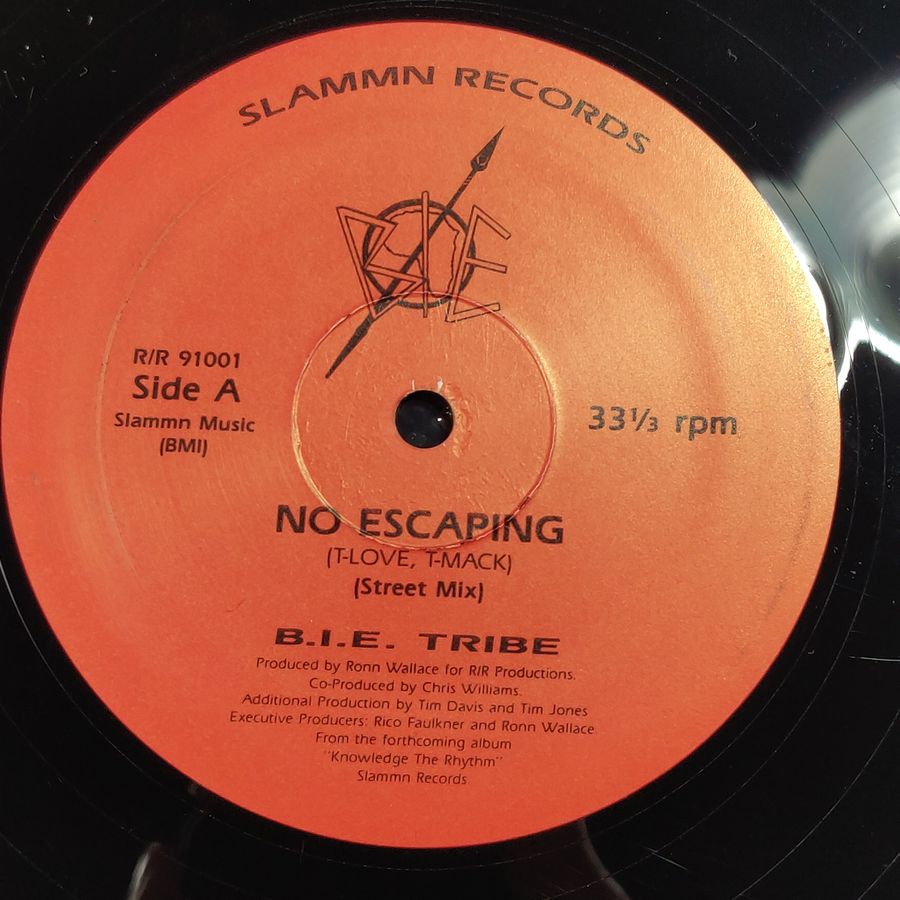 SLAMMN RECORDS
BIE
R/R 91001
Side A
Slammn Music
(BMI)
33⅓ rpm
NO ESCAPING
(T-LOVE, T-MACK)
(Street Mix)
B.I.E. TRIBE
Produced by Ronn Wallace for R/R Productions.
Co-Produced by Chris Williams.
Additional Production by Tim Davis and Tim Jones
Executive Producers: Rico Faulkner and Ronn Wallace
From the forthcoming album
"Knowledge The Rhythm"
Slammn Records